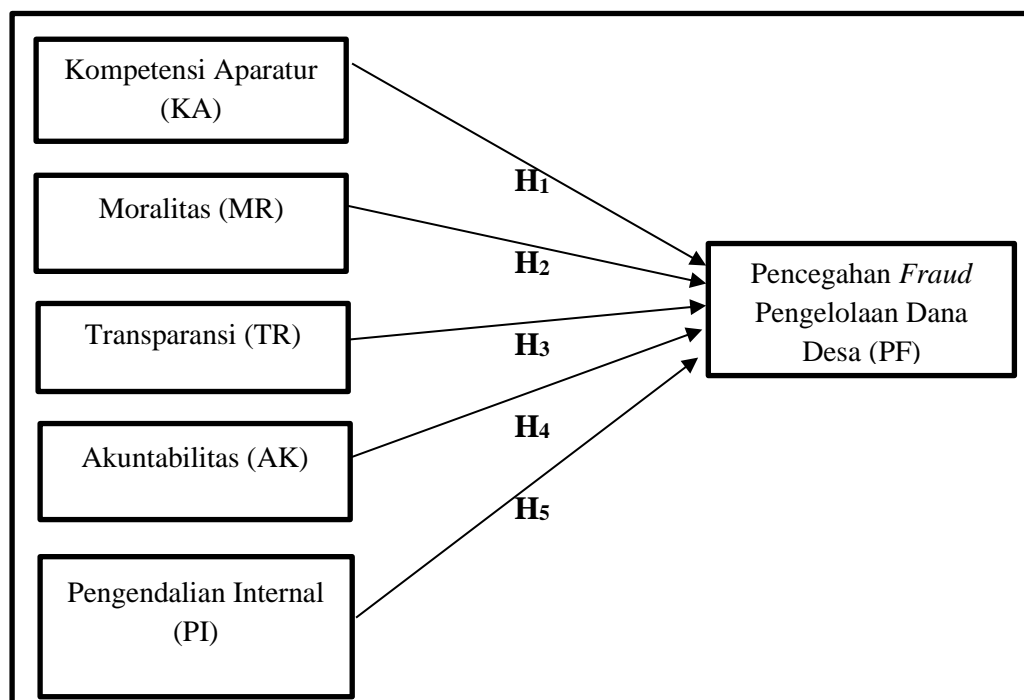 Kompetensi Aparatur
(KA)
H1
Moralitas (MR)
H2
Pencegahan Fraud
Pengelolaan Dana
Desa (PF)
Transparansi (TR)
H3
Akuntabilitas (AK)
H4
H5
Pengendalian Internal
(PI)